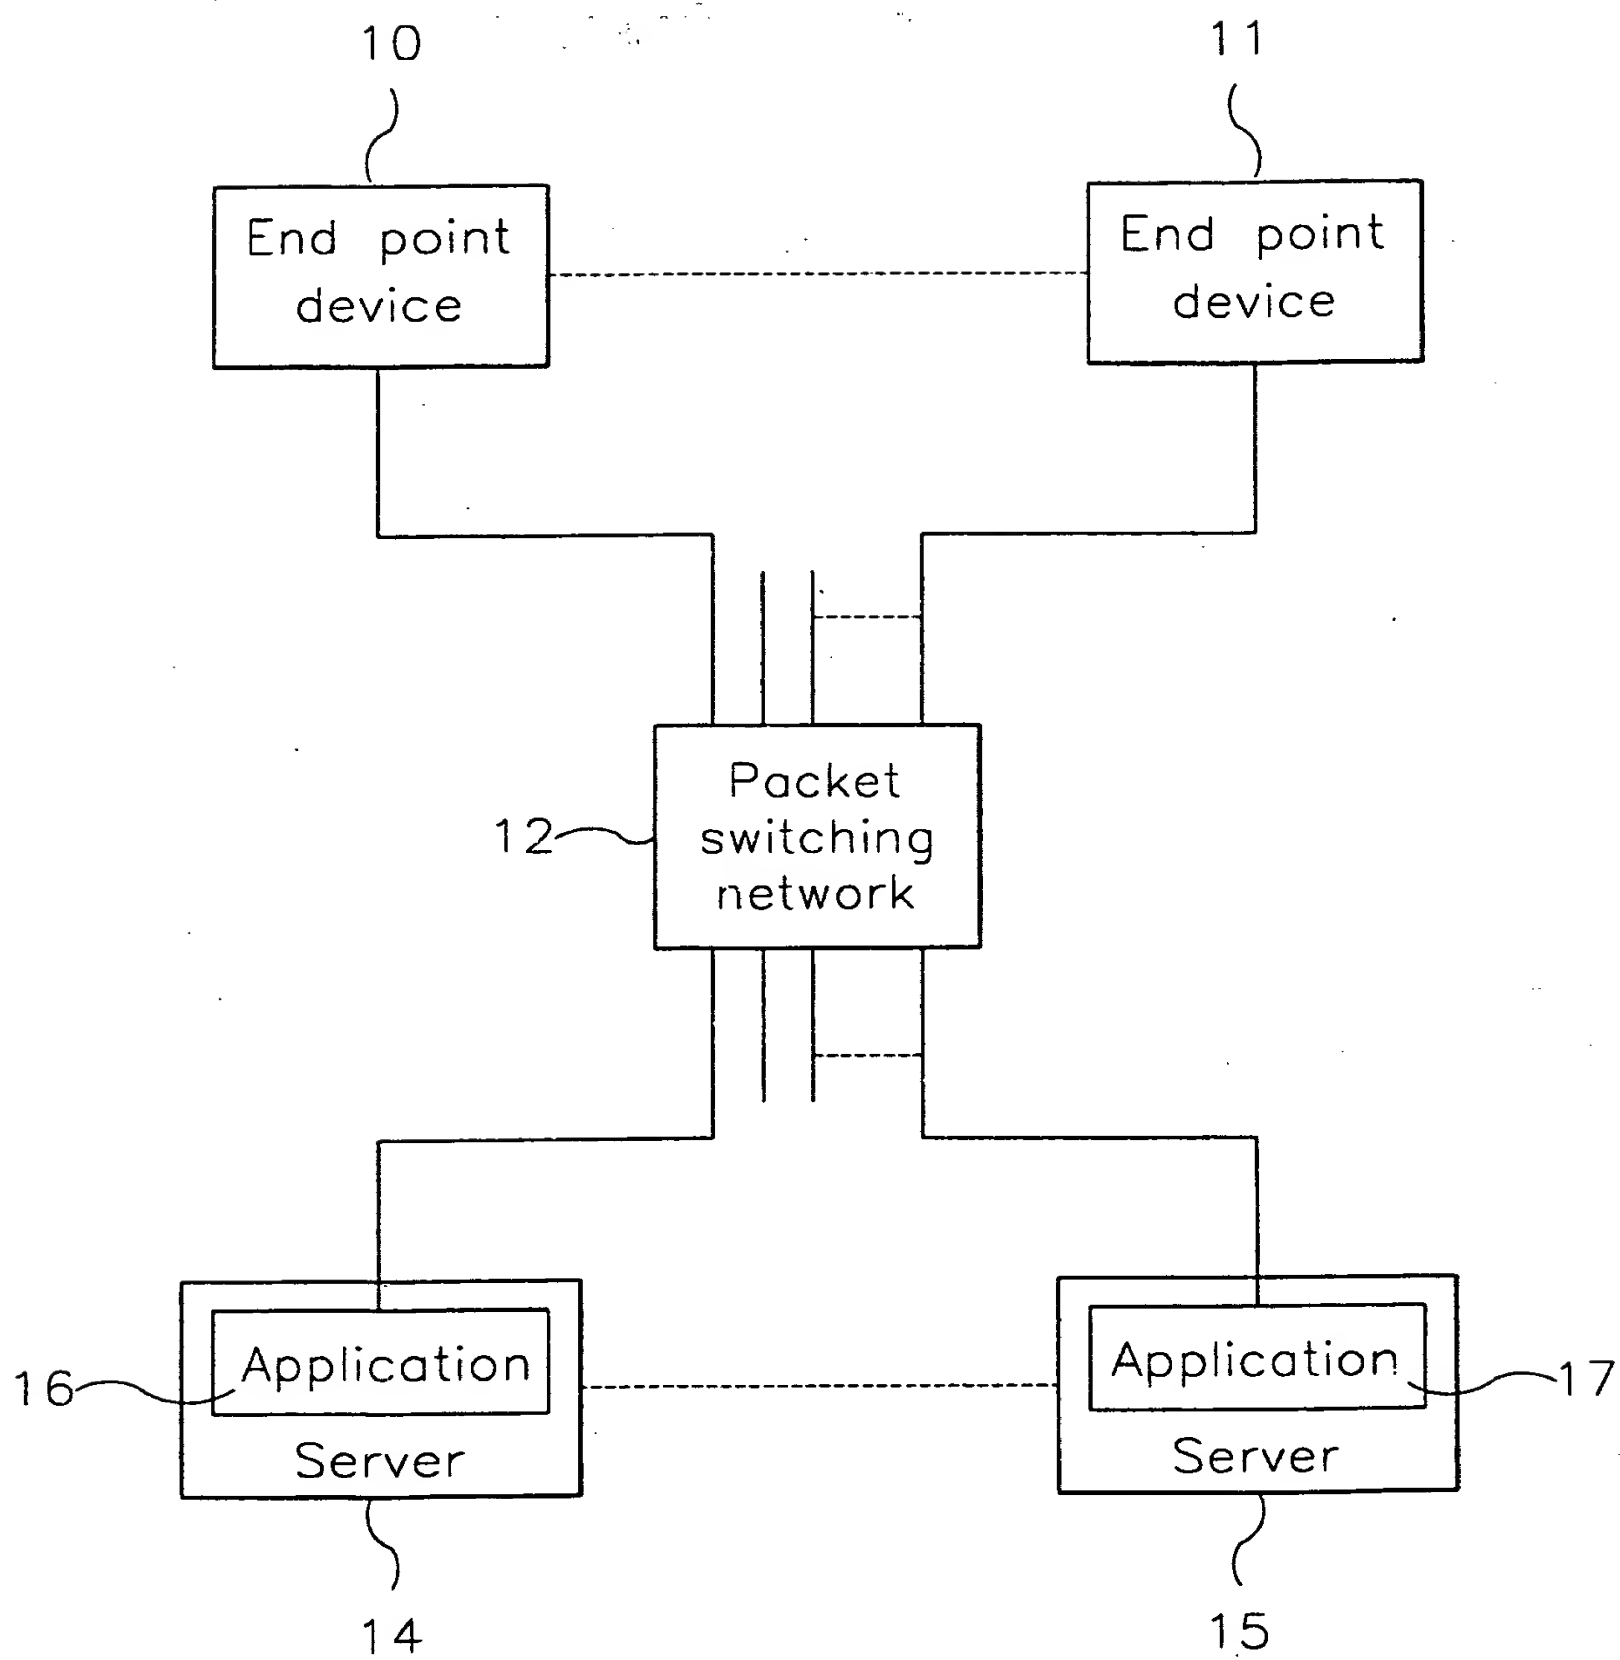 10
11
End point
device
End point
device
12
Packet
switching
network
16
Application
Server
Application
17
Server
14
15